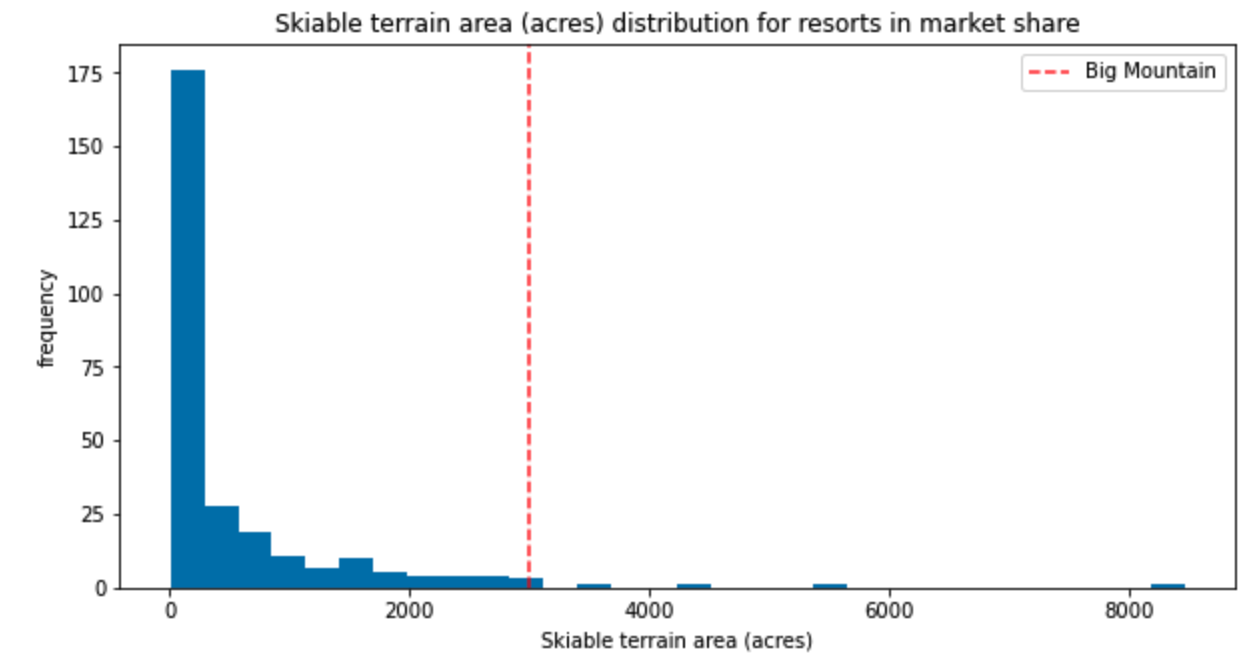 Skiable terrain area (acres) distribution for resorts in market share
Big Mountain
175
150
125
100
75
50
25
0
frequency
0 2000 4000 6000 8000
Skiable terrain area (acres)